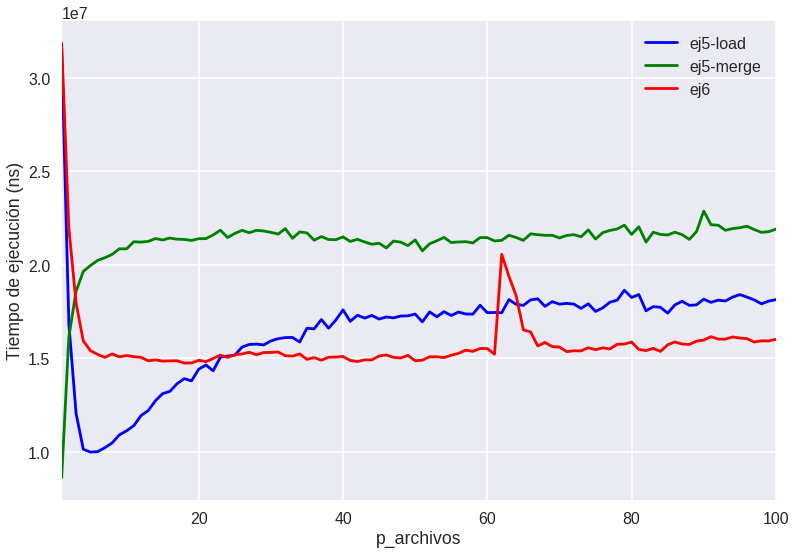 1e7
3.0
2.5
2.0
1.5
1.0
Tiempo de ejecución (ns)
ej5-load
ej5-merge
ej6
20 40 60 80 100
p_archivos